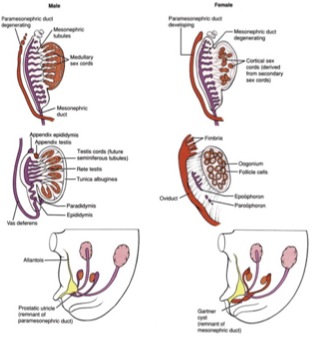 Male
Female
Paramesonephric duct
degenerating
Mesonephric
tubules
Medullary
sex cords
Mesonephric
duct
Paramesonephric duct
developing
Mesonephric duct
degenerating
Cortical sex
cords (derived
from secondary
sex cords)
Appendix epididymis
Appendix testis
Testis cords (future
seminiferous tubules)
Rete testis
Tunica albuginea
Paradidymis
Epididymis
Vas deferens
Fimbria
Oogonium
Follicle cells
Epoöphoron
Paroöphoron
Oviduct
Allantois
Prostatic utricle
(remnant of
paramesonephric duct)
Gartner
cyst
(remnant of
mesonephric duct)